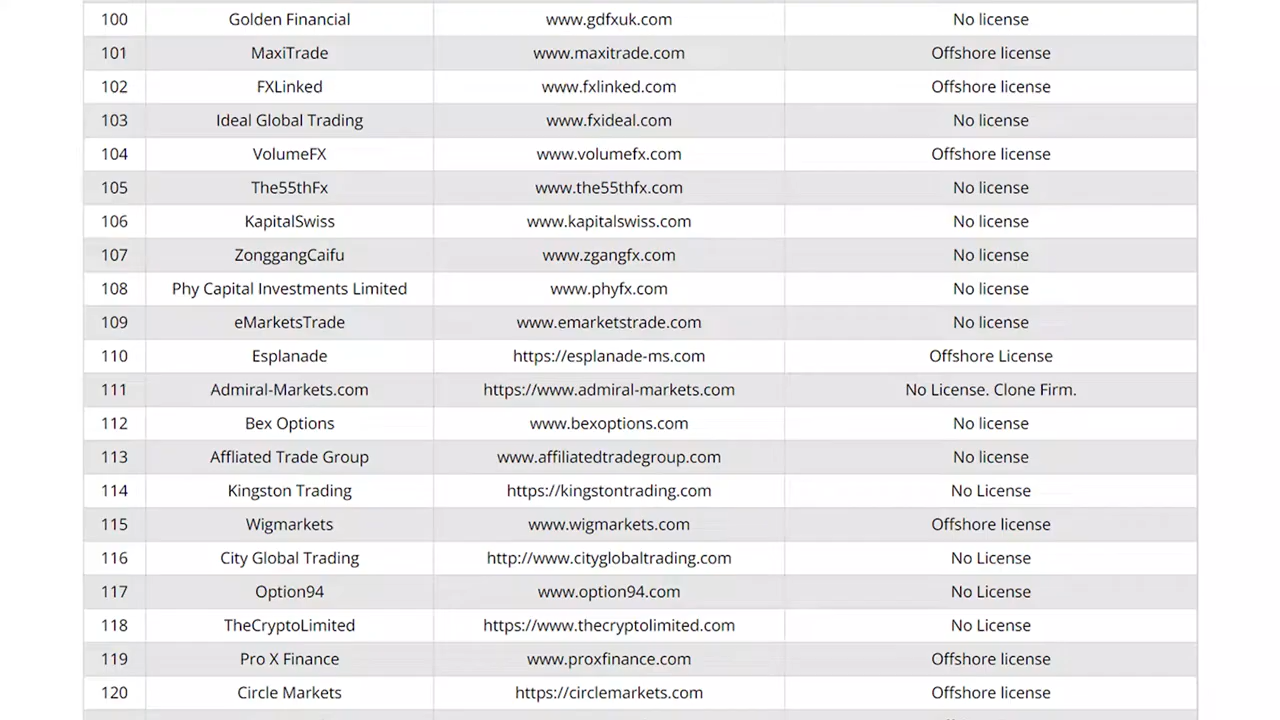 100 Golden Financial www.gdfxuk.com No license
101 MaxiTrade www.maxitrade.com Offshore license
102 FXLinked www.fxlinked.com Offshore license
103 Ideal Global Trading www.fxideal.com No license
104 VolumeFX www.volumefx.com Offshore license
105 The55thFx www.the55thfx.com No license
106 KapitalSwiss www.kapitalswiss.com No license
107 ZonggangCaifu www.zgangfx.com No license
108 Phy Capital Investments Limited www.phyfx.com No license
109 eMarketsTrade www.emarketstrade.com No license
110 Esplanade https://esplanade-ms.com Offshore License
111 Admiral-Markets.com https://www.admiral-markets.com No License. Clone Firm.
112 Bex Options www.bexoptions.com No license
113 Affliated Trade Group www.affiliatedtradegroup.com No license
114 Kingston Trading https://kingstontrading.com No License
115 Wigmarkets www.wigmarkets.com Offshore license
116 City Global Trading http://www.cityglobaltrading.com No License
117 Option94 www.option94.com No License
118 TheCryptoLimited https://www.thecryptolimited.com No License
119 Pro X Finance www.proxfinance.com Offshore license
120 Circle Markets https://circlemarkets.com Offshore license